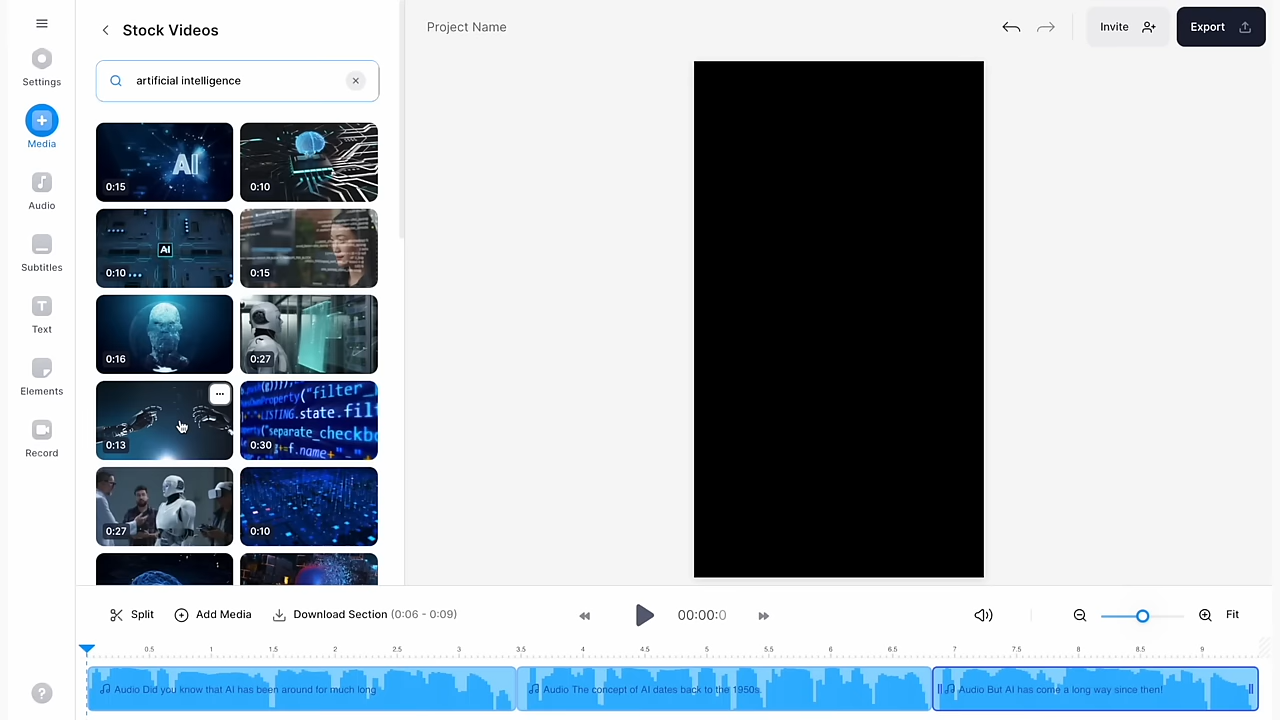 Stock Videos
Project Name
Invite
Export
Settings
artificial intelligence
Media
AI
0:15
0:10
Audio
AI
0:10
0:15
Subtitles
0:16
0:27
Text
Elements
0:13
"filter_
LISTING.state.filt
("separate_checkbo
f.name+
0:30
Record
0:27
0:10
Split
Add Media
Download Section (0:06 - 0:09)
00:00:0
Fit
0.5 1 1.5 2 2.5 3 3.5 4 4.5 5 5.5 6 6.5 7 7.5 8 8.5 9
Audio Did you know that AI has been around for much long
Audio The concept of AI dates back to the 1950s.
Audio But AI has come a long way since then!
?